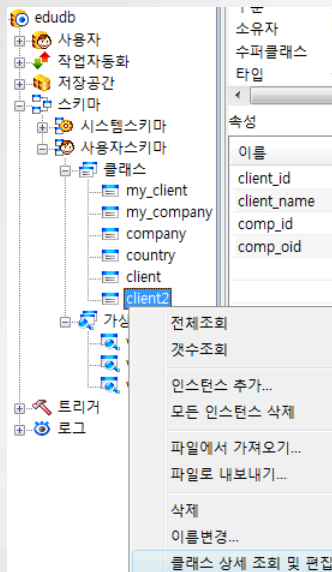 edudb
사용자
작업자동화
저장공간
스키마
시스템스키마
사용자스키마
클래스
my_client
my_company
company
country
client
client2
트리거
로그
소유자
수퍼클래스
타입
속성
이름
client_id
client_name
comp_id
comp_oid
전체조회
갯수조회
인스턴스 추가...
모든 인스턴스 삭제
파일에서 가져오기...
파일로 내보내기...
삭제
이름변경...
클래스 상세 조회 및 편집